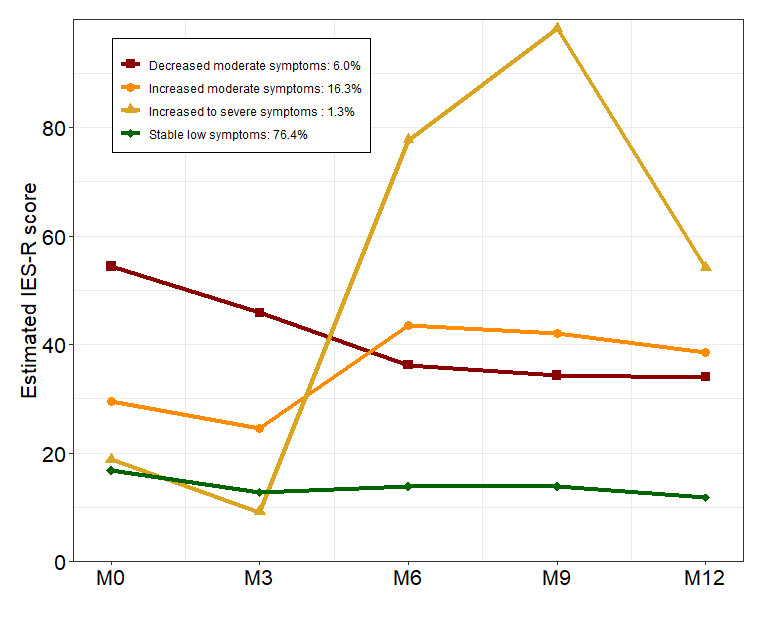 Decreased moderate symptoms: 6.0%
Increased moderate symptoms: 16.3%
Increased to severe symptoms : 1.3%
Stable low symptoms: 76.4%
Estimated IES-R score
80
60
40
20
0
M0 M3 M6 M9 M12